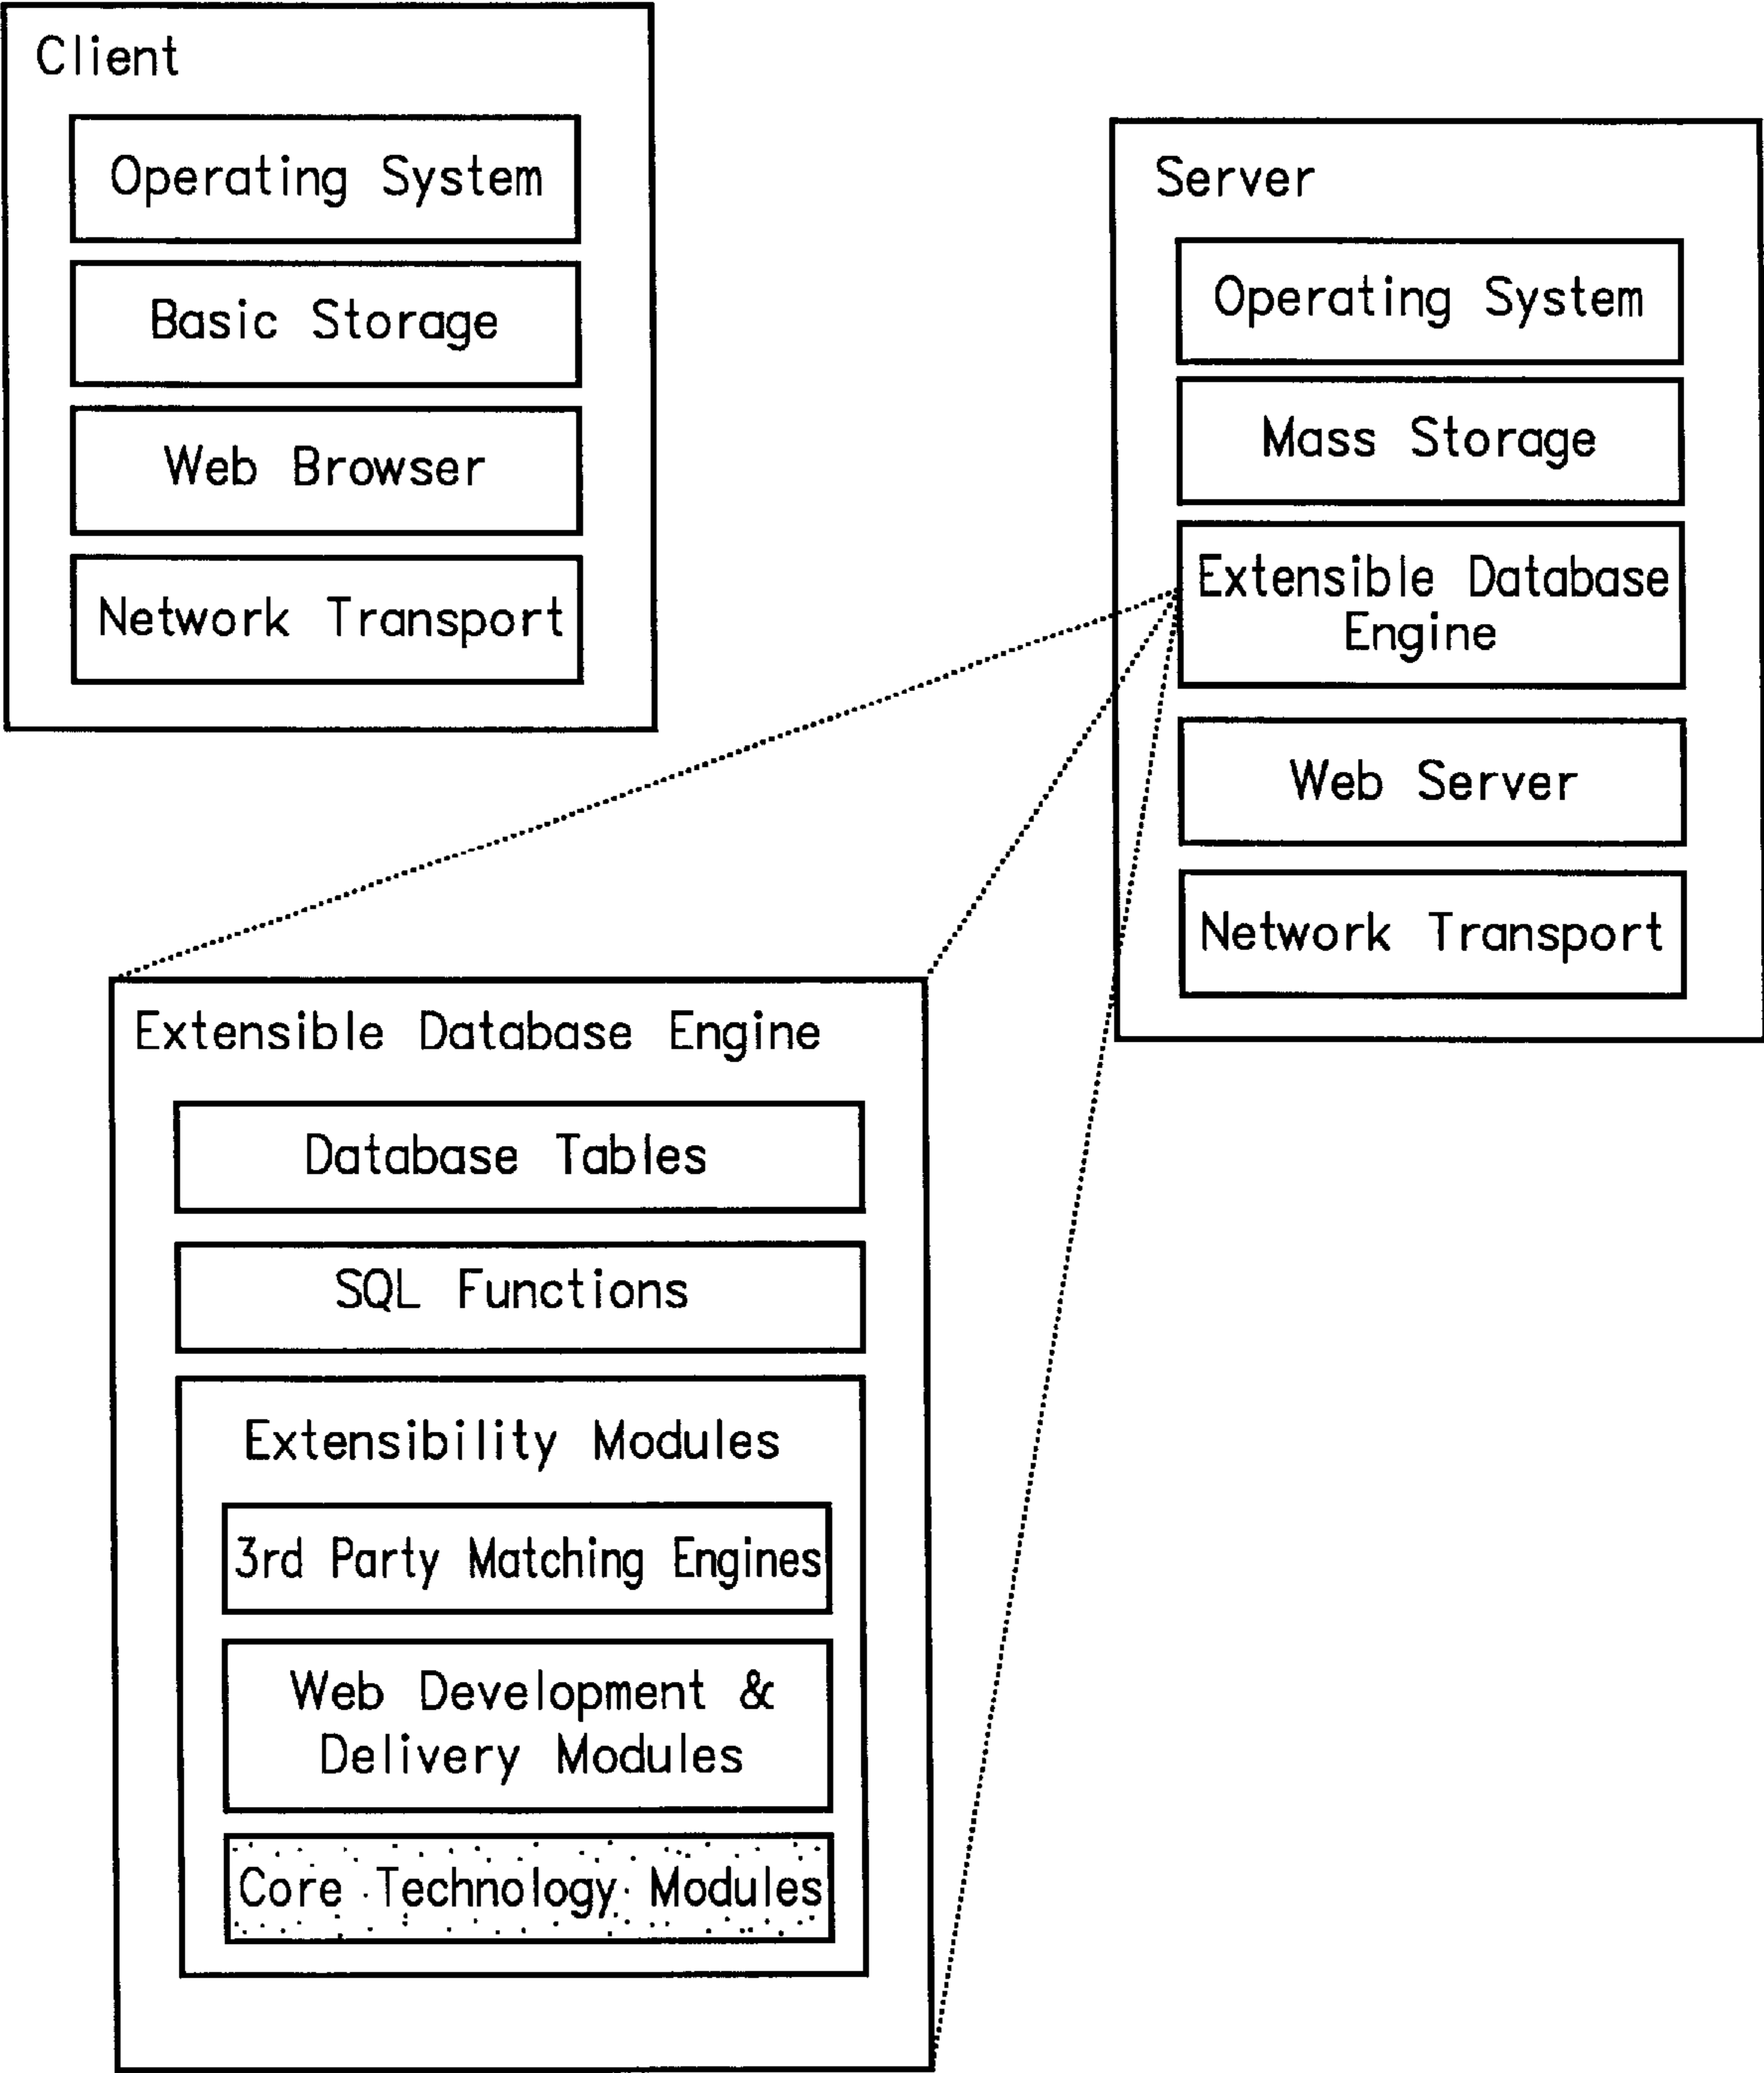 Client
Operating System
Basic Storage
Web Browser
Network Transport
Server
Operating System
Mass Storage
Extensible Database
Engine
Web Server
Network Transport
Extensible Database Engine
Database Tables
SQL Functions
Extensibility Modules
3rd Party Matching Engines
Web Development &
Delivery Modules
Core Technology Modules